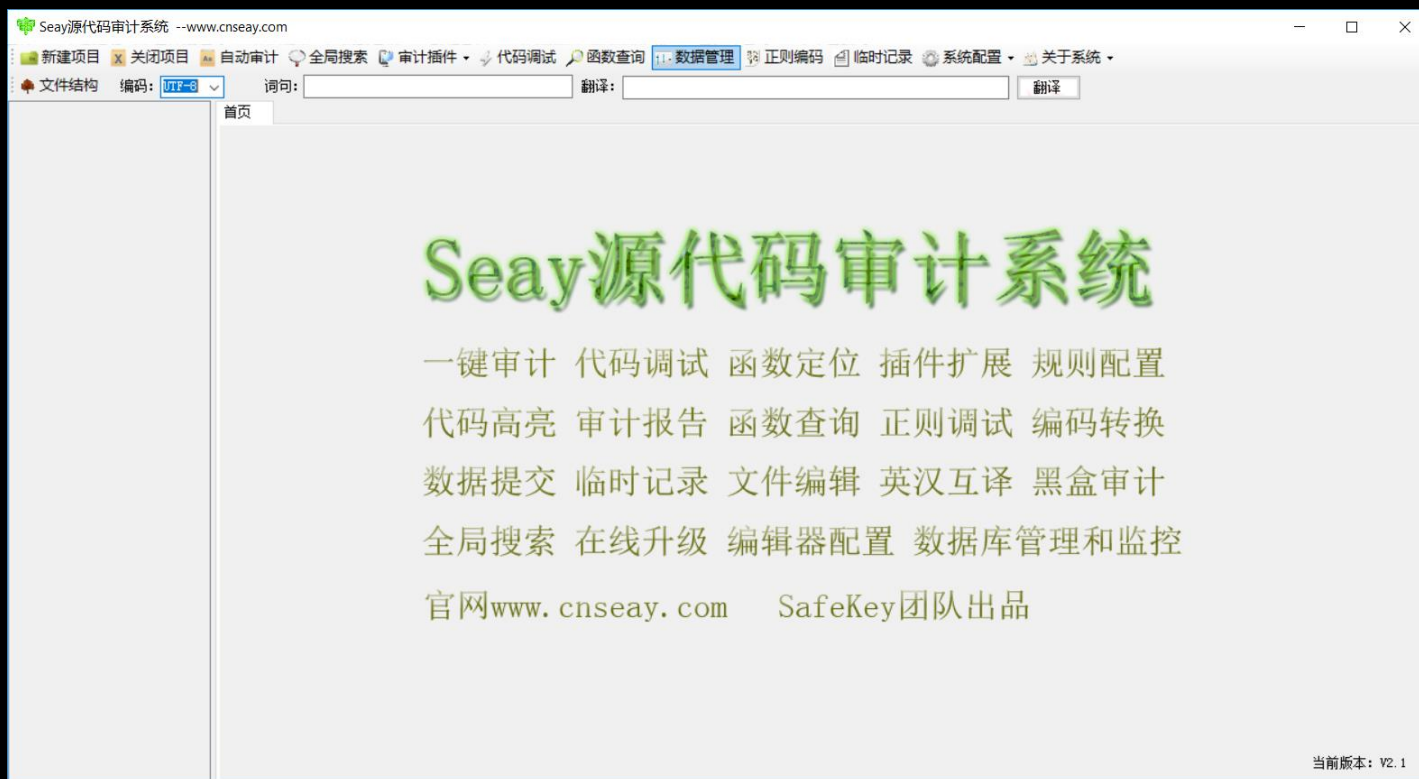 Seay源代码审计系统 --www.cnseay.com
新建项目 关闭项目 自动审计 全局搜索 审计插件 代码调试 函数查询 数据管理 正则编码 临时记录 系统配置 关于系统
文件结构 编码: UTF-8 词句: 翻译: 翻译
首页
Seay源代码审计系统
一键审计 代码调试 函数定位 插件扩展 规则配置
代码高亮 审计报告 函数查询 正则调试 编码转换
数据提交 临时记录 文件编辑 英汉互译 黑盒审计
全局搜索 在线升级 编辑器配置 数据库管理和监控
官网www.cnseay.com SafeKey团队出品
当前版本: V2.1